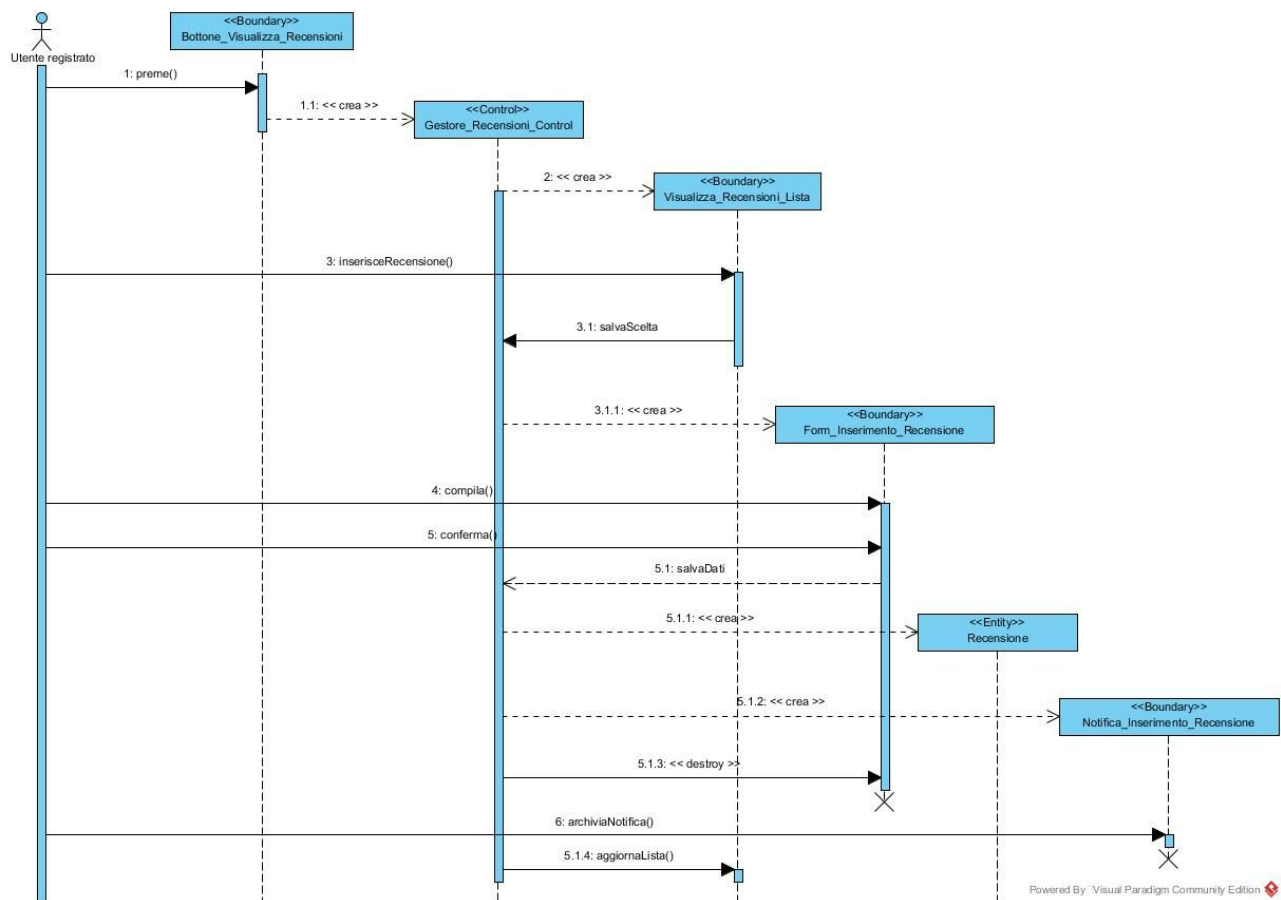 <<Boundary>>
Bottone_Visualizza_Recensioni
Utente registrato
1: preme()
1.1: << crea >>
<<Control>>
Gestore_Recensioni_Control
2: << crea >>
<<Boundary>>
Visualizza_Recensioni_Lista
3: inserisceRecensione()
3.1: salvaScelta
3.1.1: << crea >>
<<Boundary>>
Form_Inserimento_Recensione
4: compila()
5: conferma()
5.1: salvaDati
5.1.1: << crea >>
<<Entity>>
Recensione
5.1.2: << crea >>
<<Boundary>>
Notifica_Inserimento_Recensione
5.1.3: << destroy >>
6: archiviaNotifica()
5.1.4: aggiornaLista()
Powered By Visual Paradigm Community Edition